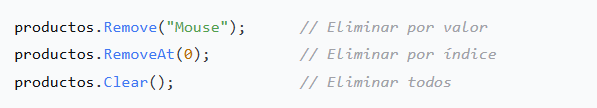 productos.Remove("Mouse");      // Eliminar por valor
productos.RemoveAt(0);          // Eliminar por índice
productos.Clear();              // Eliminar todos